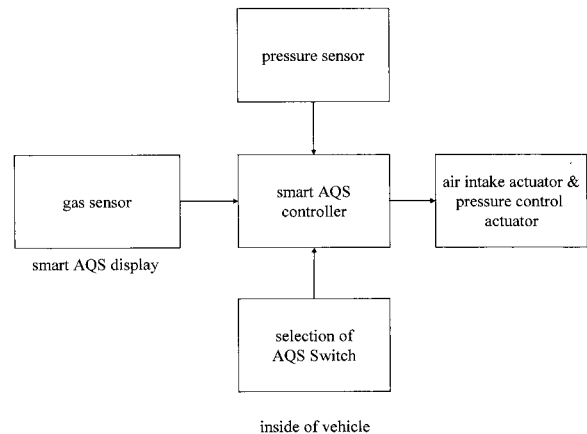 pressure sensor
gas sensor
smart AQS
controller
air intake actuator &
pressure control
actuator
smart AQS display
selection of
AQS Switch
inside of vehicle